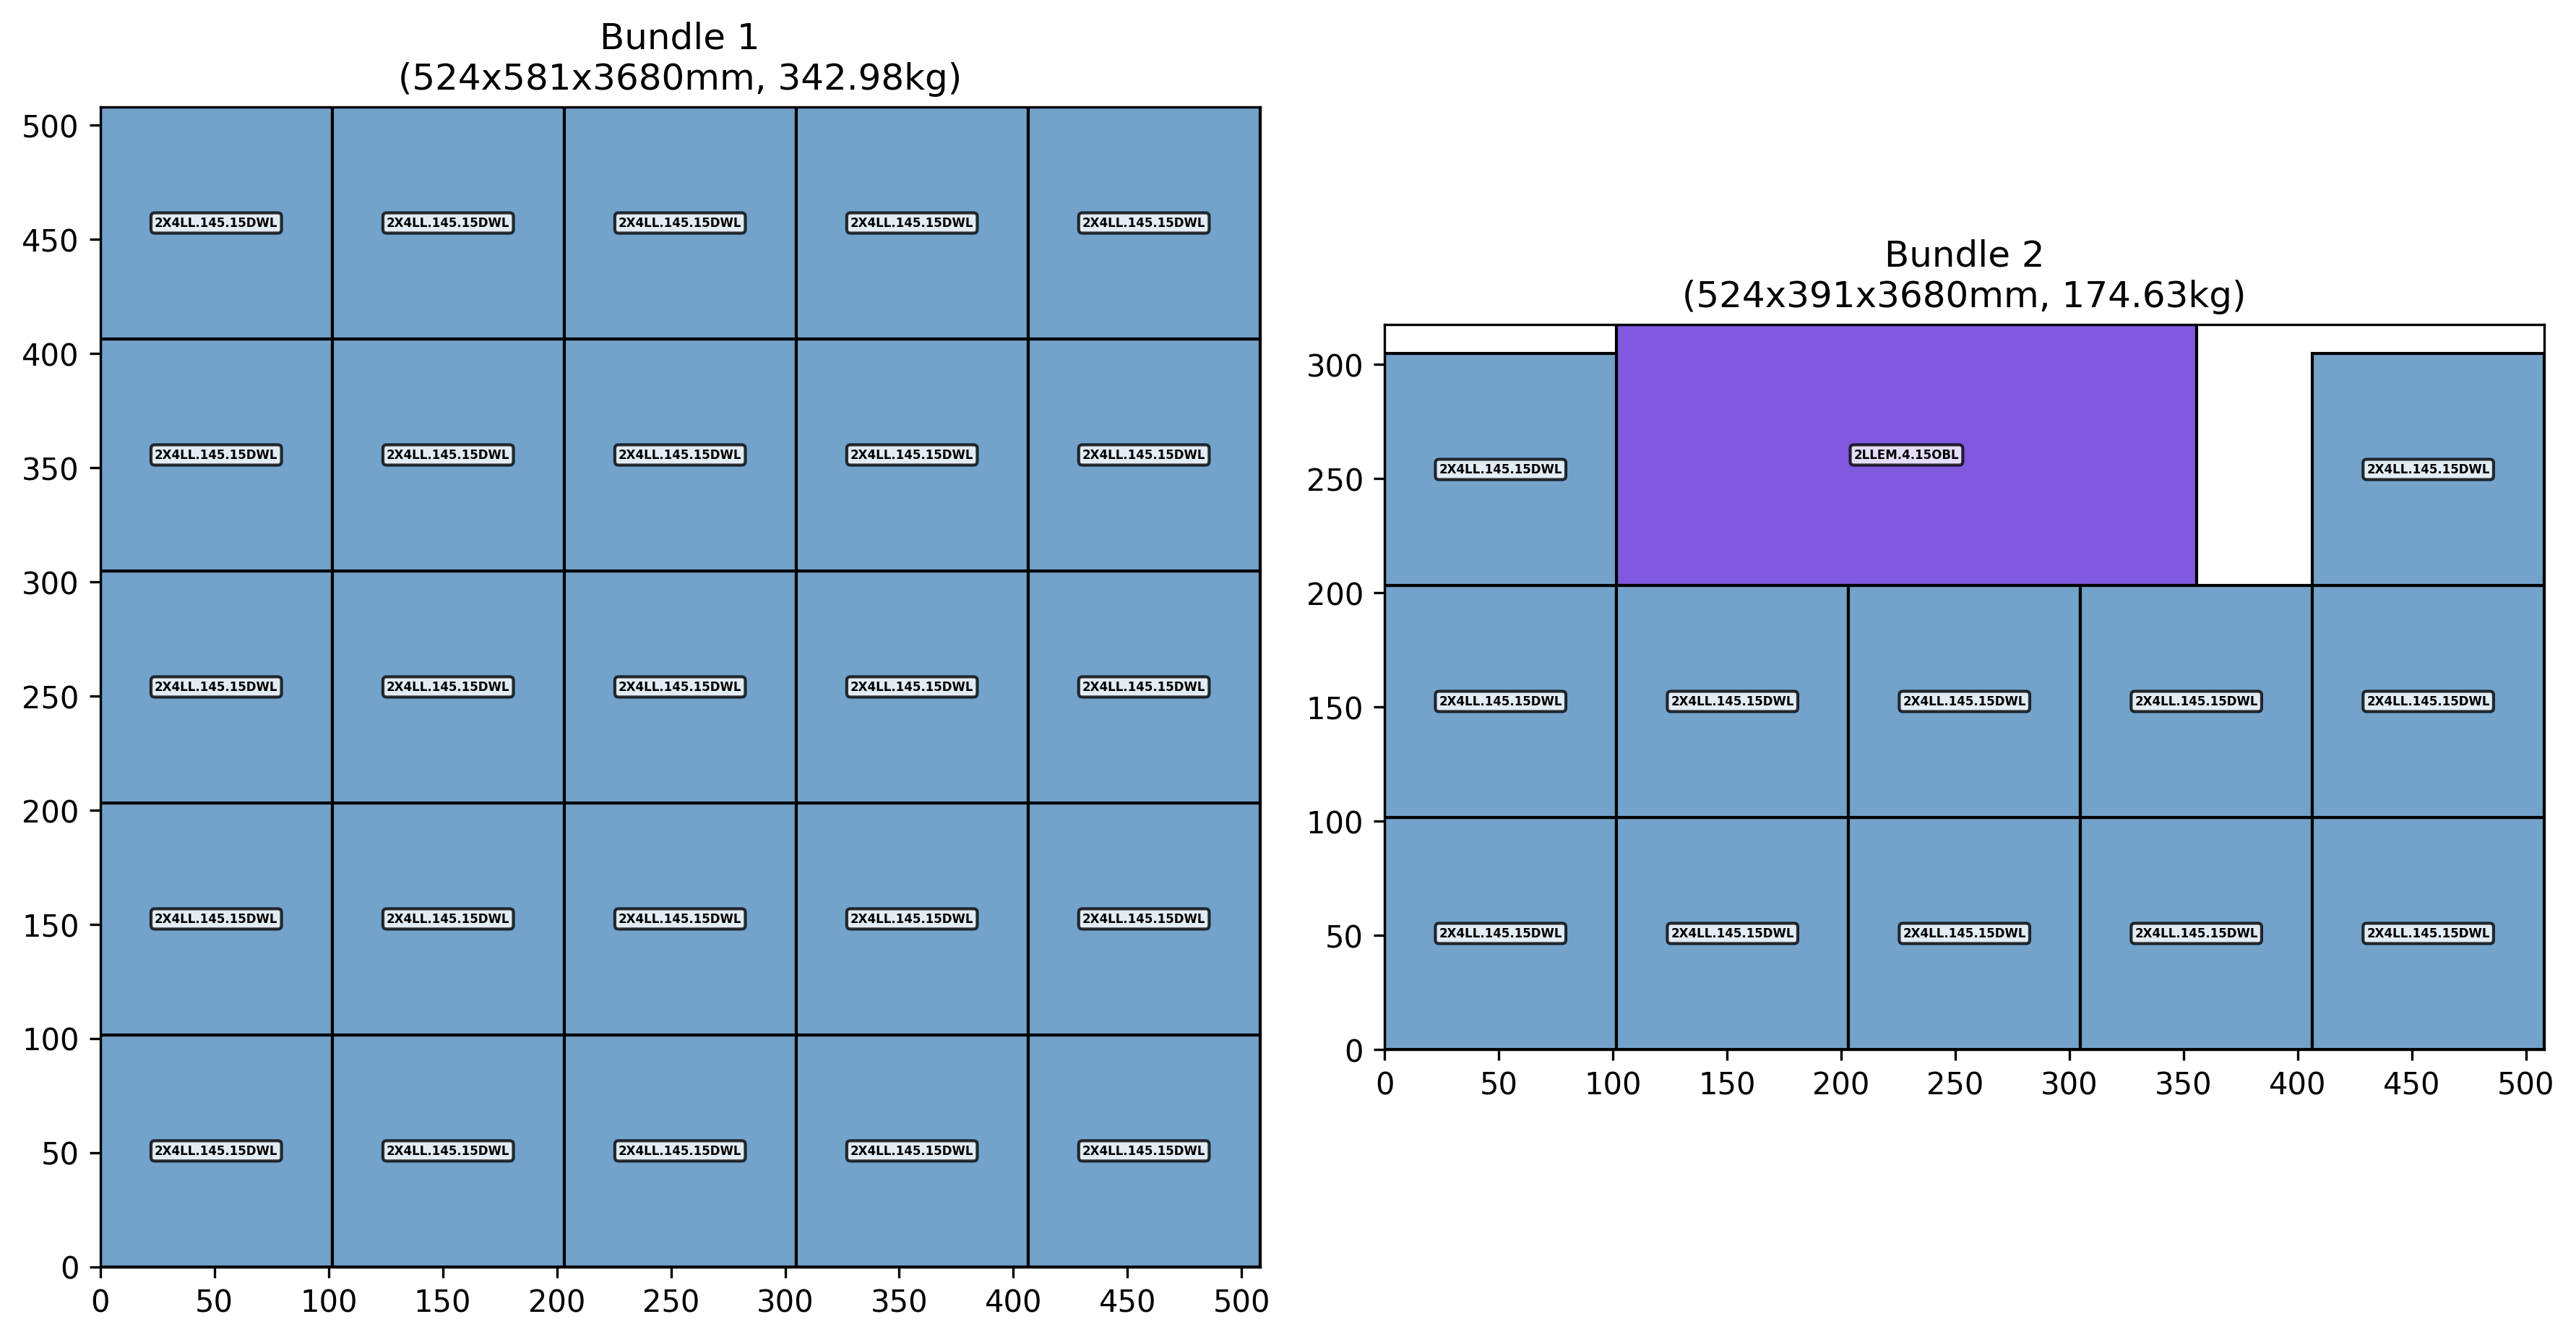 Bundle 1
(524x581x3680mm, 342.98kg)
500
2X4LL.145.15DWL 2X4LL.145.15DWL 2X4LL.145.15DWL 2X4LL.145.15DWL 2X4LL.145.15DWL
450
400
350
2X4LL.145.15DWL 2X4LL.145.15DWL 2X4LL.145.15DWL 2X4LL.145.15DWL 2X4LL.145.15DWL
300
250
2X4LL.145.15DWL 2X4LL.145.15DWL 2X4LL.145.15DWL 2X4LL.145.15DWL 2X4LL.145.15DWL
200
150
2X4LL.145.15DWL 2X4LL.145.15DWL 2X4LL.145.15DWL 2X4LL.145.15DWL 2X4LL.145.15DWL
100
50
2X4LL.145.15DWL 2X4LL.145.15DWL 2X4LL.145.15DWL 2X4LL.145.15DWL 2X4LL.145.15DWL
0
0 50 100 150 200 250 300 350 400 450 500
Bundle 2
(524x391x3680mm, 174.63kg)
300
2LLEM.4.15OBL
250
2X4LL.145.15DWL 2X4LL.145.15DWL
200
150
2X4LL.145.15DWL 2X4LL.145.15DWL 2X4LL.145.15DWL 2X4LL.145.15DWL 2X4LL.145.15DWL
100
50
2X4LL.145.15DWL 2X4LL.145.15DWL 2X4LL.145.15DWL 2X4LL.145.15DWL 2X4LL.145.15DWL
0
0 50 100 150 200 250 300 350 400 450 500